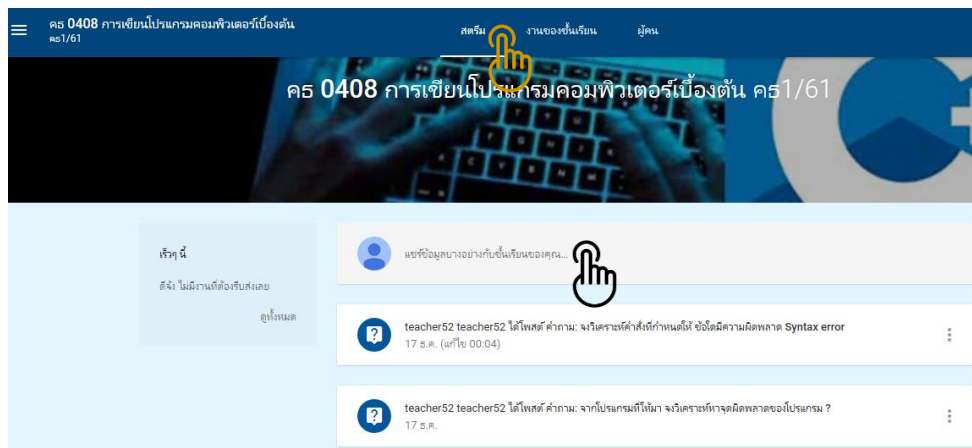 คธ 0408 การเขียนโปรแกรมคอมพิวเตอร์เบื้องต้น
คธ1/61
สตรีม
งานของชั้นเรียน
ผู้คน
คธ 0408 การเขียนโปรแกรมคอมพิวเตอร์เบื้องต้น คธ1/61
เร็วๆ นี้
ดีจัง ไม่มีงานที่ต้องรีบส่งเลย
ดูทั้งหมด
แชร์ข้อมูลบางอย่างกับชั้นเรียนของคุณ...
teacher52 teacher52 ได้โพสต์ คำถาม: จงวิเคราะห์คำสั่งที่กำหนดให้ ข้อใดมีความผิดพลาด Syntax error
17 ธ.ค. (แก้ไข 00:04)
teacher52 teacher52 ได้โพสต์ คำถาม: จากโปรแกรมที่ให้มา จงวิเคราะห์หาจุดผิดพลาดของโปรแกรม ?
17 ธ.ค.